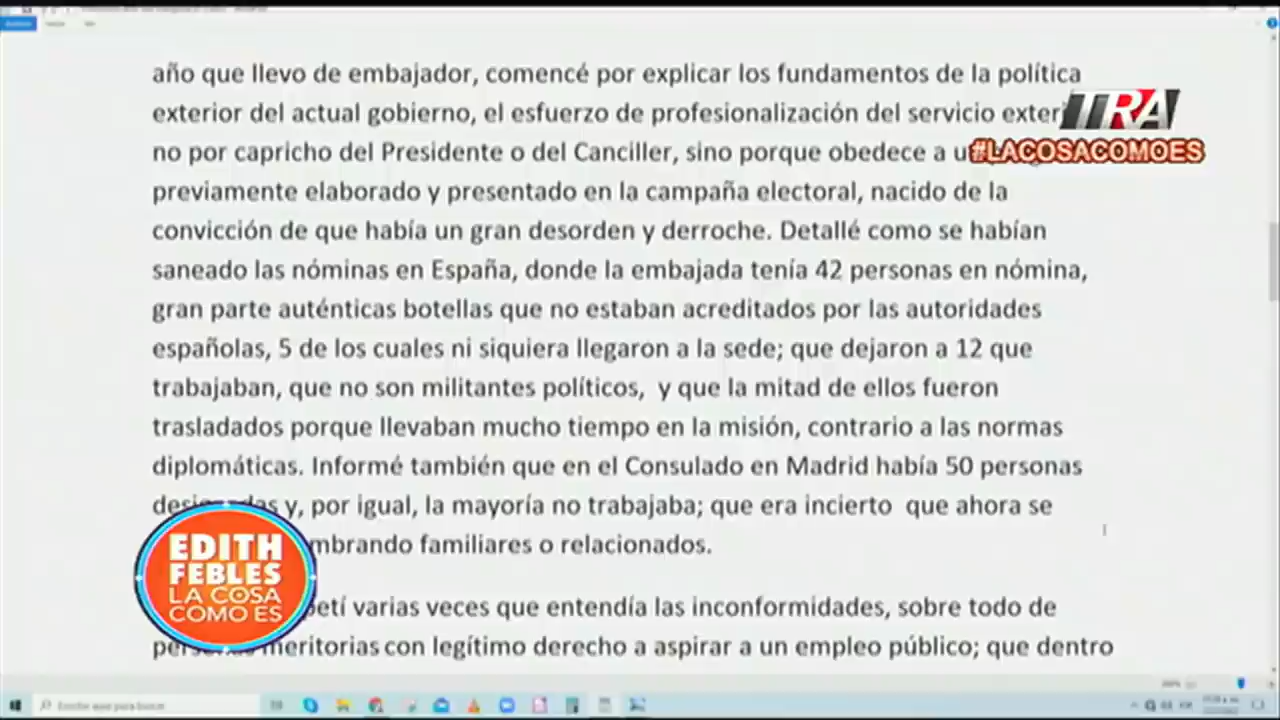 año que llevo de embajador, comencé por explicar los fundamentos de la política
exterior del actual gobierno, el esfuerzo de profesionalización del servicio
TRA
no por capricho del Presidente o del Canciller, sino porque obedece a
#LACOSACOMOES
previamente elaborado y presentado en la campaña electoral, nacido de la
convicción de que había un gran desorden y derroche. Detallé como se habían
saneado las nóminas en España, donde la embajada tenía 42 personas en nómina,
gran parte auténticas botellas que no estaban acreditados por las autoridades
españolas, 5 de los cuales ni siquiera llegaron a la sede; que dejaron a 12 que
trabajaban, que no son militantes políticos,  y que la mitad de ellos fueron
trasladados porque llevaban mucho tiempo en la misión, contrario a las normas
diplomáticas. Informé también que en el Consulado en Madrid había 50 personas
y, por igual, la mayoría no trabajaba; que era incierto  que ahora se
mbrando familiares o relacionados.
petí varias veces que entendía las inconformidades, sobre todo de
meritorias con legítimo derecho a aspirar a un empleo público; que dentro
EDITH
FEBLES
LA COSA
COMO ES